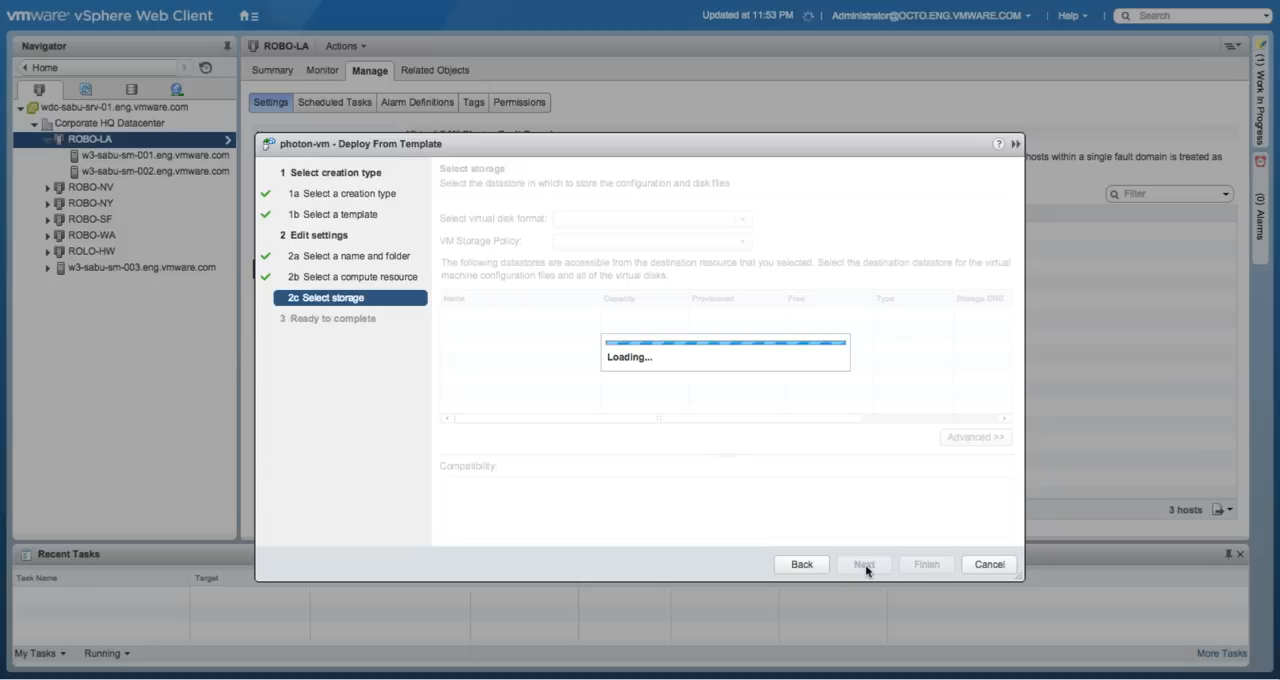 vmware® vSphere Web Client
Updated at 11:53 PM
Administrator@OCTO.ENG.VMWARE.COM
Help
Search
Navigator
Home
wdc-sabu-srv-01.eng.vmware.com
Corporate HQ Datacenter
ROBO-LA
w3-sabu-sm-001.eng.vmware.com
w3-sabu-sm-002.eng.vmware.com
ROBO-NV
ROBO-NY
ROBO-SF
ROBO-WA
ROLO-HW
w3-sabu-sm-003.eng.vmware.com
ROBO-LA Actions
Summary Monitor Manage Related Objects
Settings Scheduled Tasks Alarm Definitions Tags Permissions
hosts within a single fault domain is treated as
Filter
3 hosts
photon-vm - Deploy From Template
1 Select creation type
1a Select a creation type
1b Select a template
2 Edit settings
2a Select a name and folder
2b Select a compute resource
2c Select storage
3 Ready to complete
Select storage
Select the datastore in which to store the configuration and disk files
Select virtual disk format:
VM Storage Policy:
The following datastores are accessible from the destination resource that you selected. Select the destination datastore for the virtual
machine configuration files and all of the virtual disks.
Name Capacity Provisioned Free Type Storage DRS
Loading...
Advanced >>
Compatibility:
Back Next Finish Cancel
(1) Work In Progress
(0) Alarms
Recent Tasks
Task Name Target
My Tasks Running
More Tasks